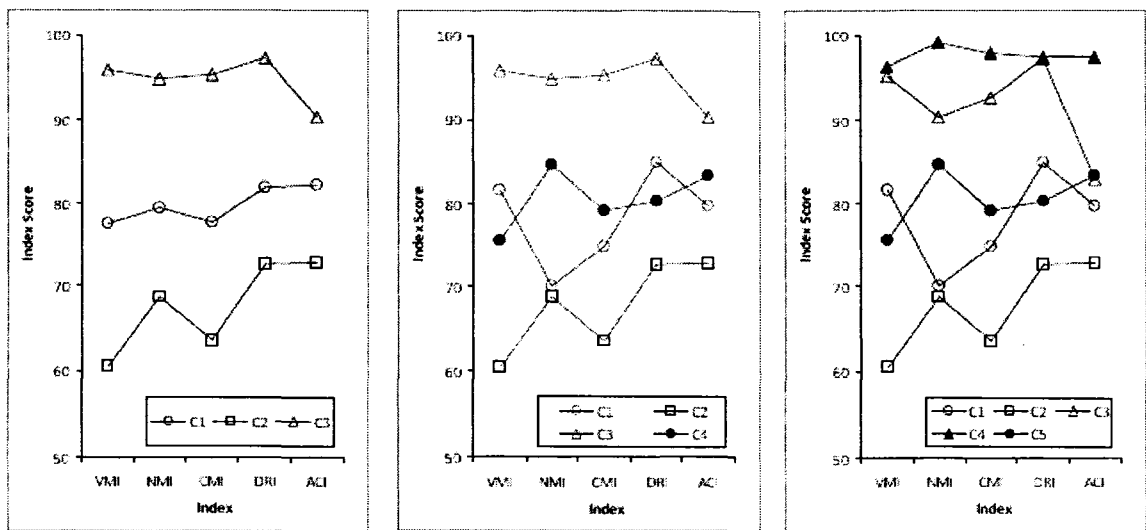 100
90
80
70
60
50
Index Score
VMI NMI CMI DRI ACI
Index
C1 C2 C3
100
90
80
70
60
50
Index Score
VMI NMI CMI DRI ACI
Index
C1 C2
C3 C4
100
90
80
70
60
50
Index Score
VMI NMI CMI DRI ACI
Index
C1 C2 C3
C4 C5